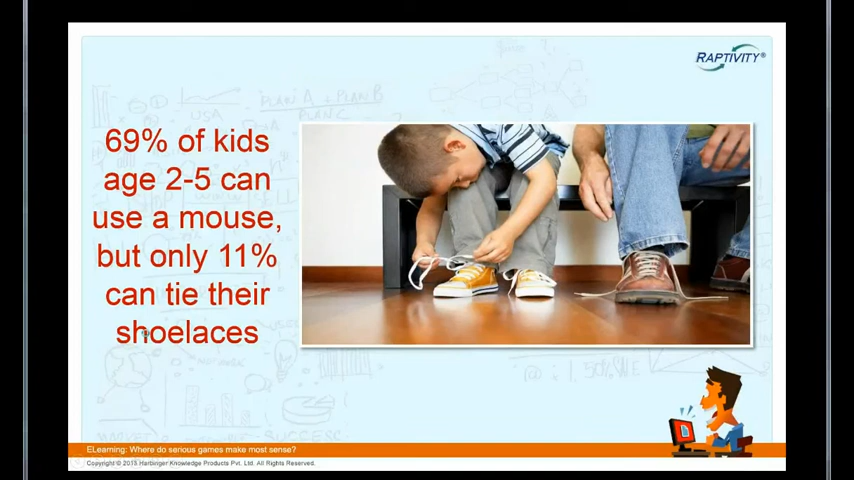 RAPTIVITY®
69% of kids
age 2-5 can
use a mouse,
but only 11%
can tie their
shoelaces
ELearning: Where do serious games make most sense?
Copyright © 2013 Harbinger Knowledge Products Pvt. Ltd. All Rights Reserved.